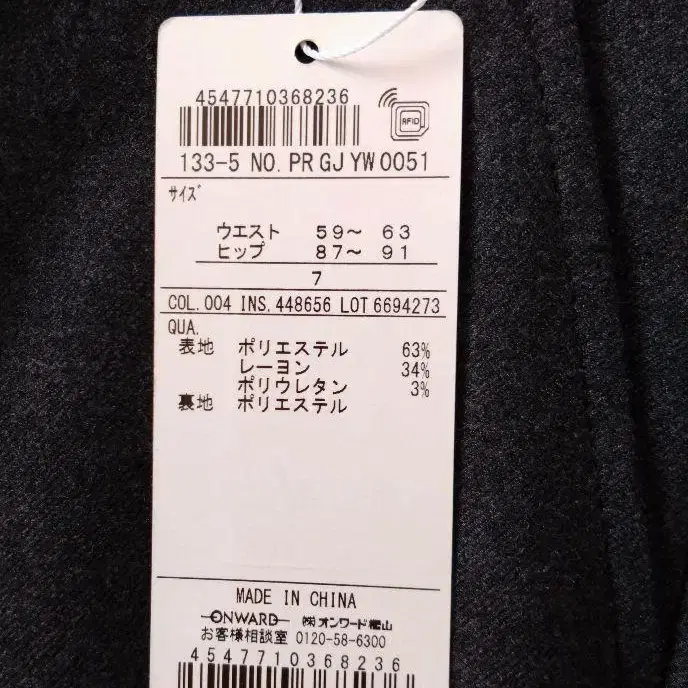 4547710368236
RFID
133-5 NO. PR GJ YW0051
サイズ
ウエスト 59〜 63
ヒップ 87〜 91
7
COL. 004 INS. 448656 LOT 6694273
QUA.
表地 ポリエステル 63%
レーヨン 34%
ポリウレタン 3%
裏地 ポリエステル
MADE IN CHINA
ONWARD ㈱オンワード樫山
お客様相談室 0120-58-6300
4547710368236